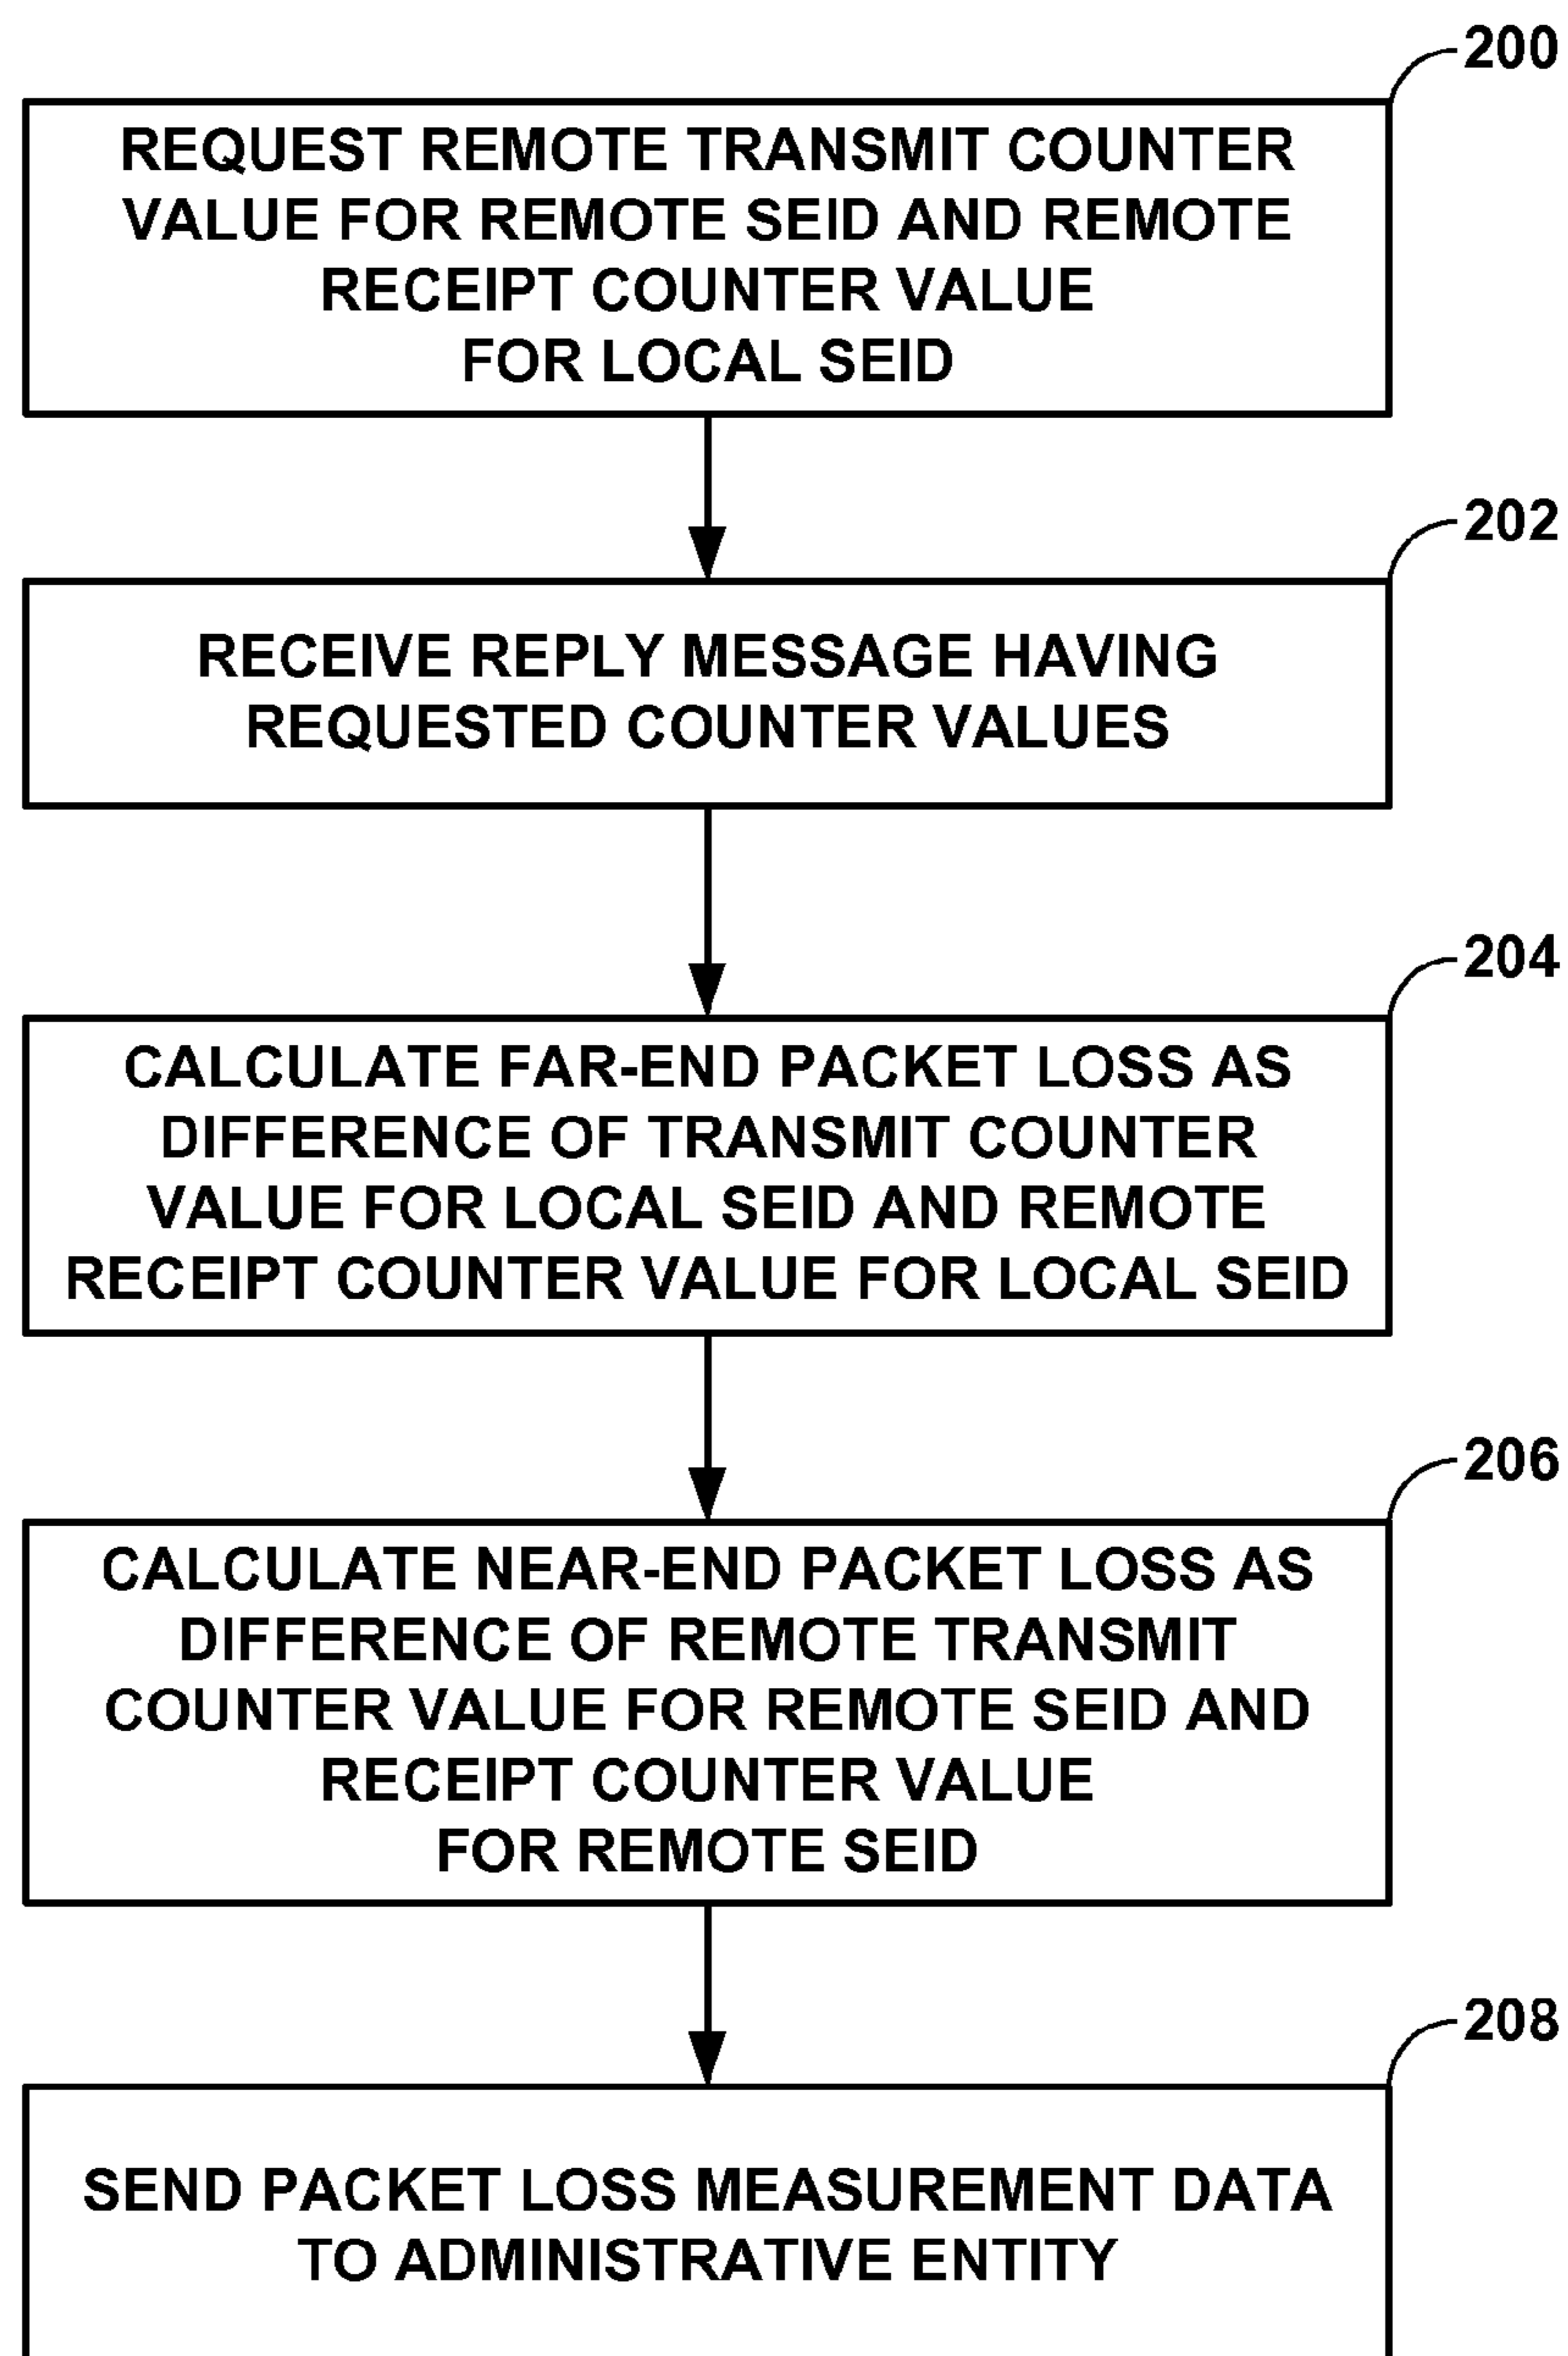 200
REQUEST REMOTE TRANSMIT COUNTER
VALUE FOR REMOTE SEID AND REMOTE
RECEIPT COUNTER VALUE
FOR LOCAL SEID
202
RECEIVE REPLY MESSAGE HAVING
REQUESTED COUNTER VALUES
204
CALCULATE FAR-END PACKET LOSS AS
DIFFERENCE OF TRANSMIT COUNTER
VALUE FOR LOCAL SEID AND REMOTE
RECEIPT COUNTER VALUE FOR LOCAL SEID
206
CALCULATE NEAR-END PACKET LOSS AS
DIFFERENCE OF REMOTE TRANSMIT
COUNTER VALUE FOR REMOTE SEID AND
RECEIPT COUNTER VALUE
FOR REMOTE SEID
208
SEND PACKET LOSS MEASUREMENT DATA
TO ADMINISTRATIVE ENTITY